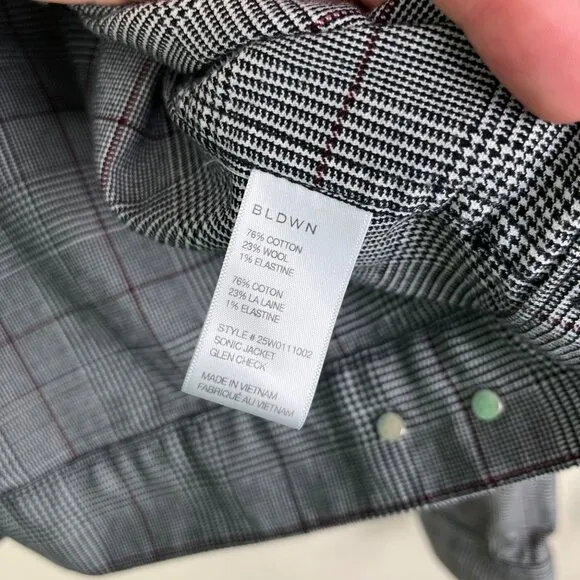 BLDWN
76% COTTON
23% WOOL
1% ELASTINE
76% COTON
23% LA LAINE
1% ELASTINE
STYLE # 25W0111002
SONIC JACKET
GLEN CHECK
MADE IN VIETNAM
FABRIQUÉ AU VIETNAM